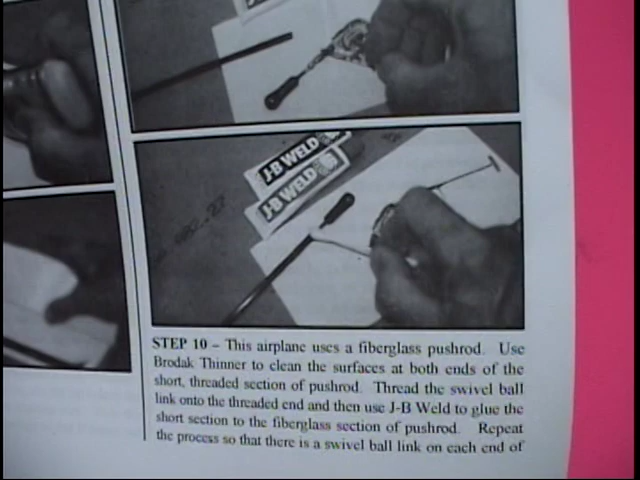 J-B WELD
J-B WELD
STEP 10 – This airplane uses a fiberglass pushrod. Use
Brodak Thinner to clean the surfaces at both ends of the
short, threaded section of pushrod. Thread the swivel ball
link onto the threaded end and then use J-B Weld to glue the
short section to the fiberglass section of pushrod. Repeat
the process so that there is a swivel ball link on each end of